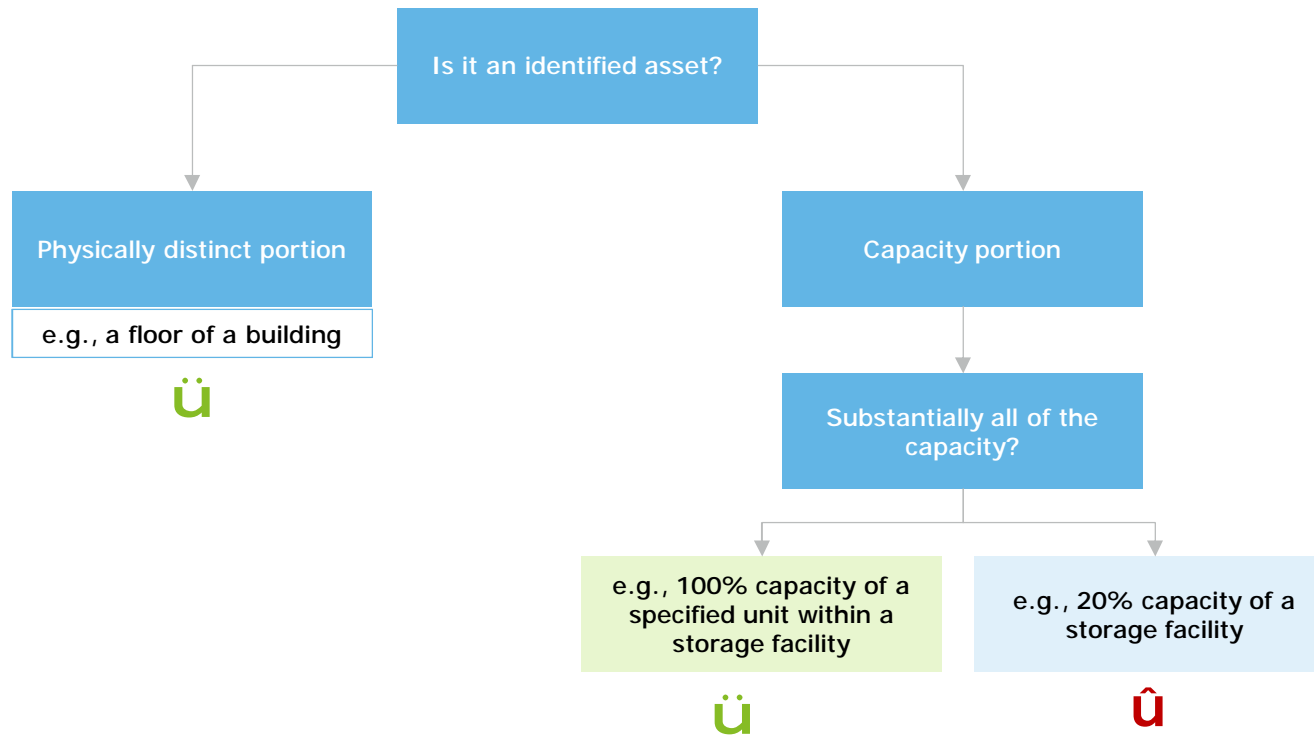 Is it an identified asset?
Physically distinct portion
e.g., a floor of a building
ü
Capacity portion
Substantially all of the
capacity?
e.g., 100% capacity of a
specified unit within a
storage facility
ü
e.g., 20% capacity of a
storage facility
û